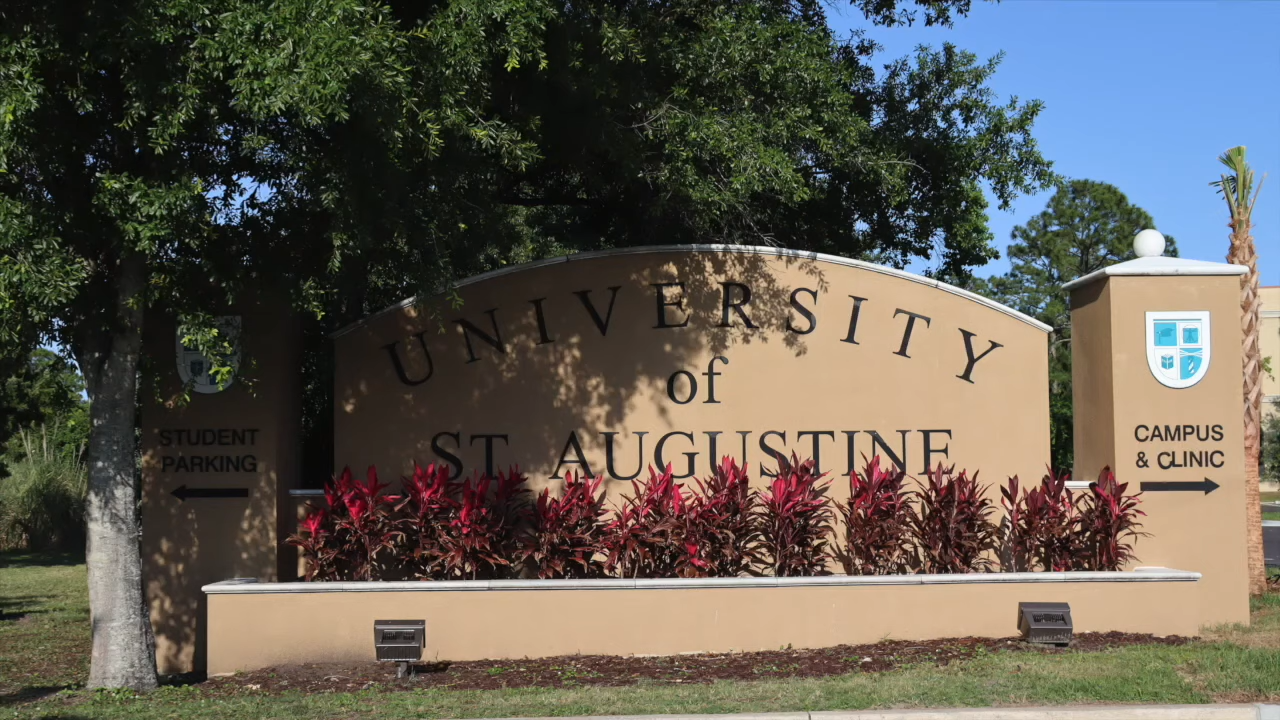 UNIVERSITY
of
ST AUGUSTINE
STUDENT
PARKING
CAMPUS
& CLINIC